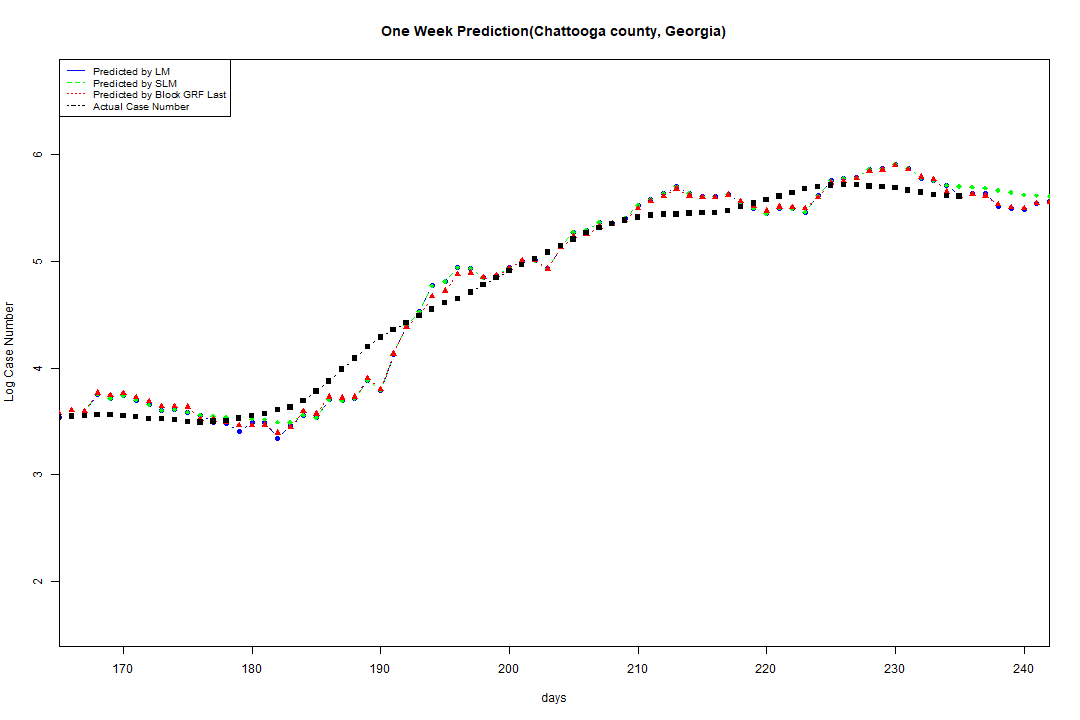 One Week Prediction(Chattooga county, Georgia)
Predicted by LM
Predicted by SLM
Predicted by Block GRF Last
Actual Case Number
Log Case Number
6
5
4
3
2
170 180 190 200 210 220 230 240
days